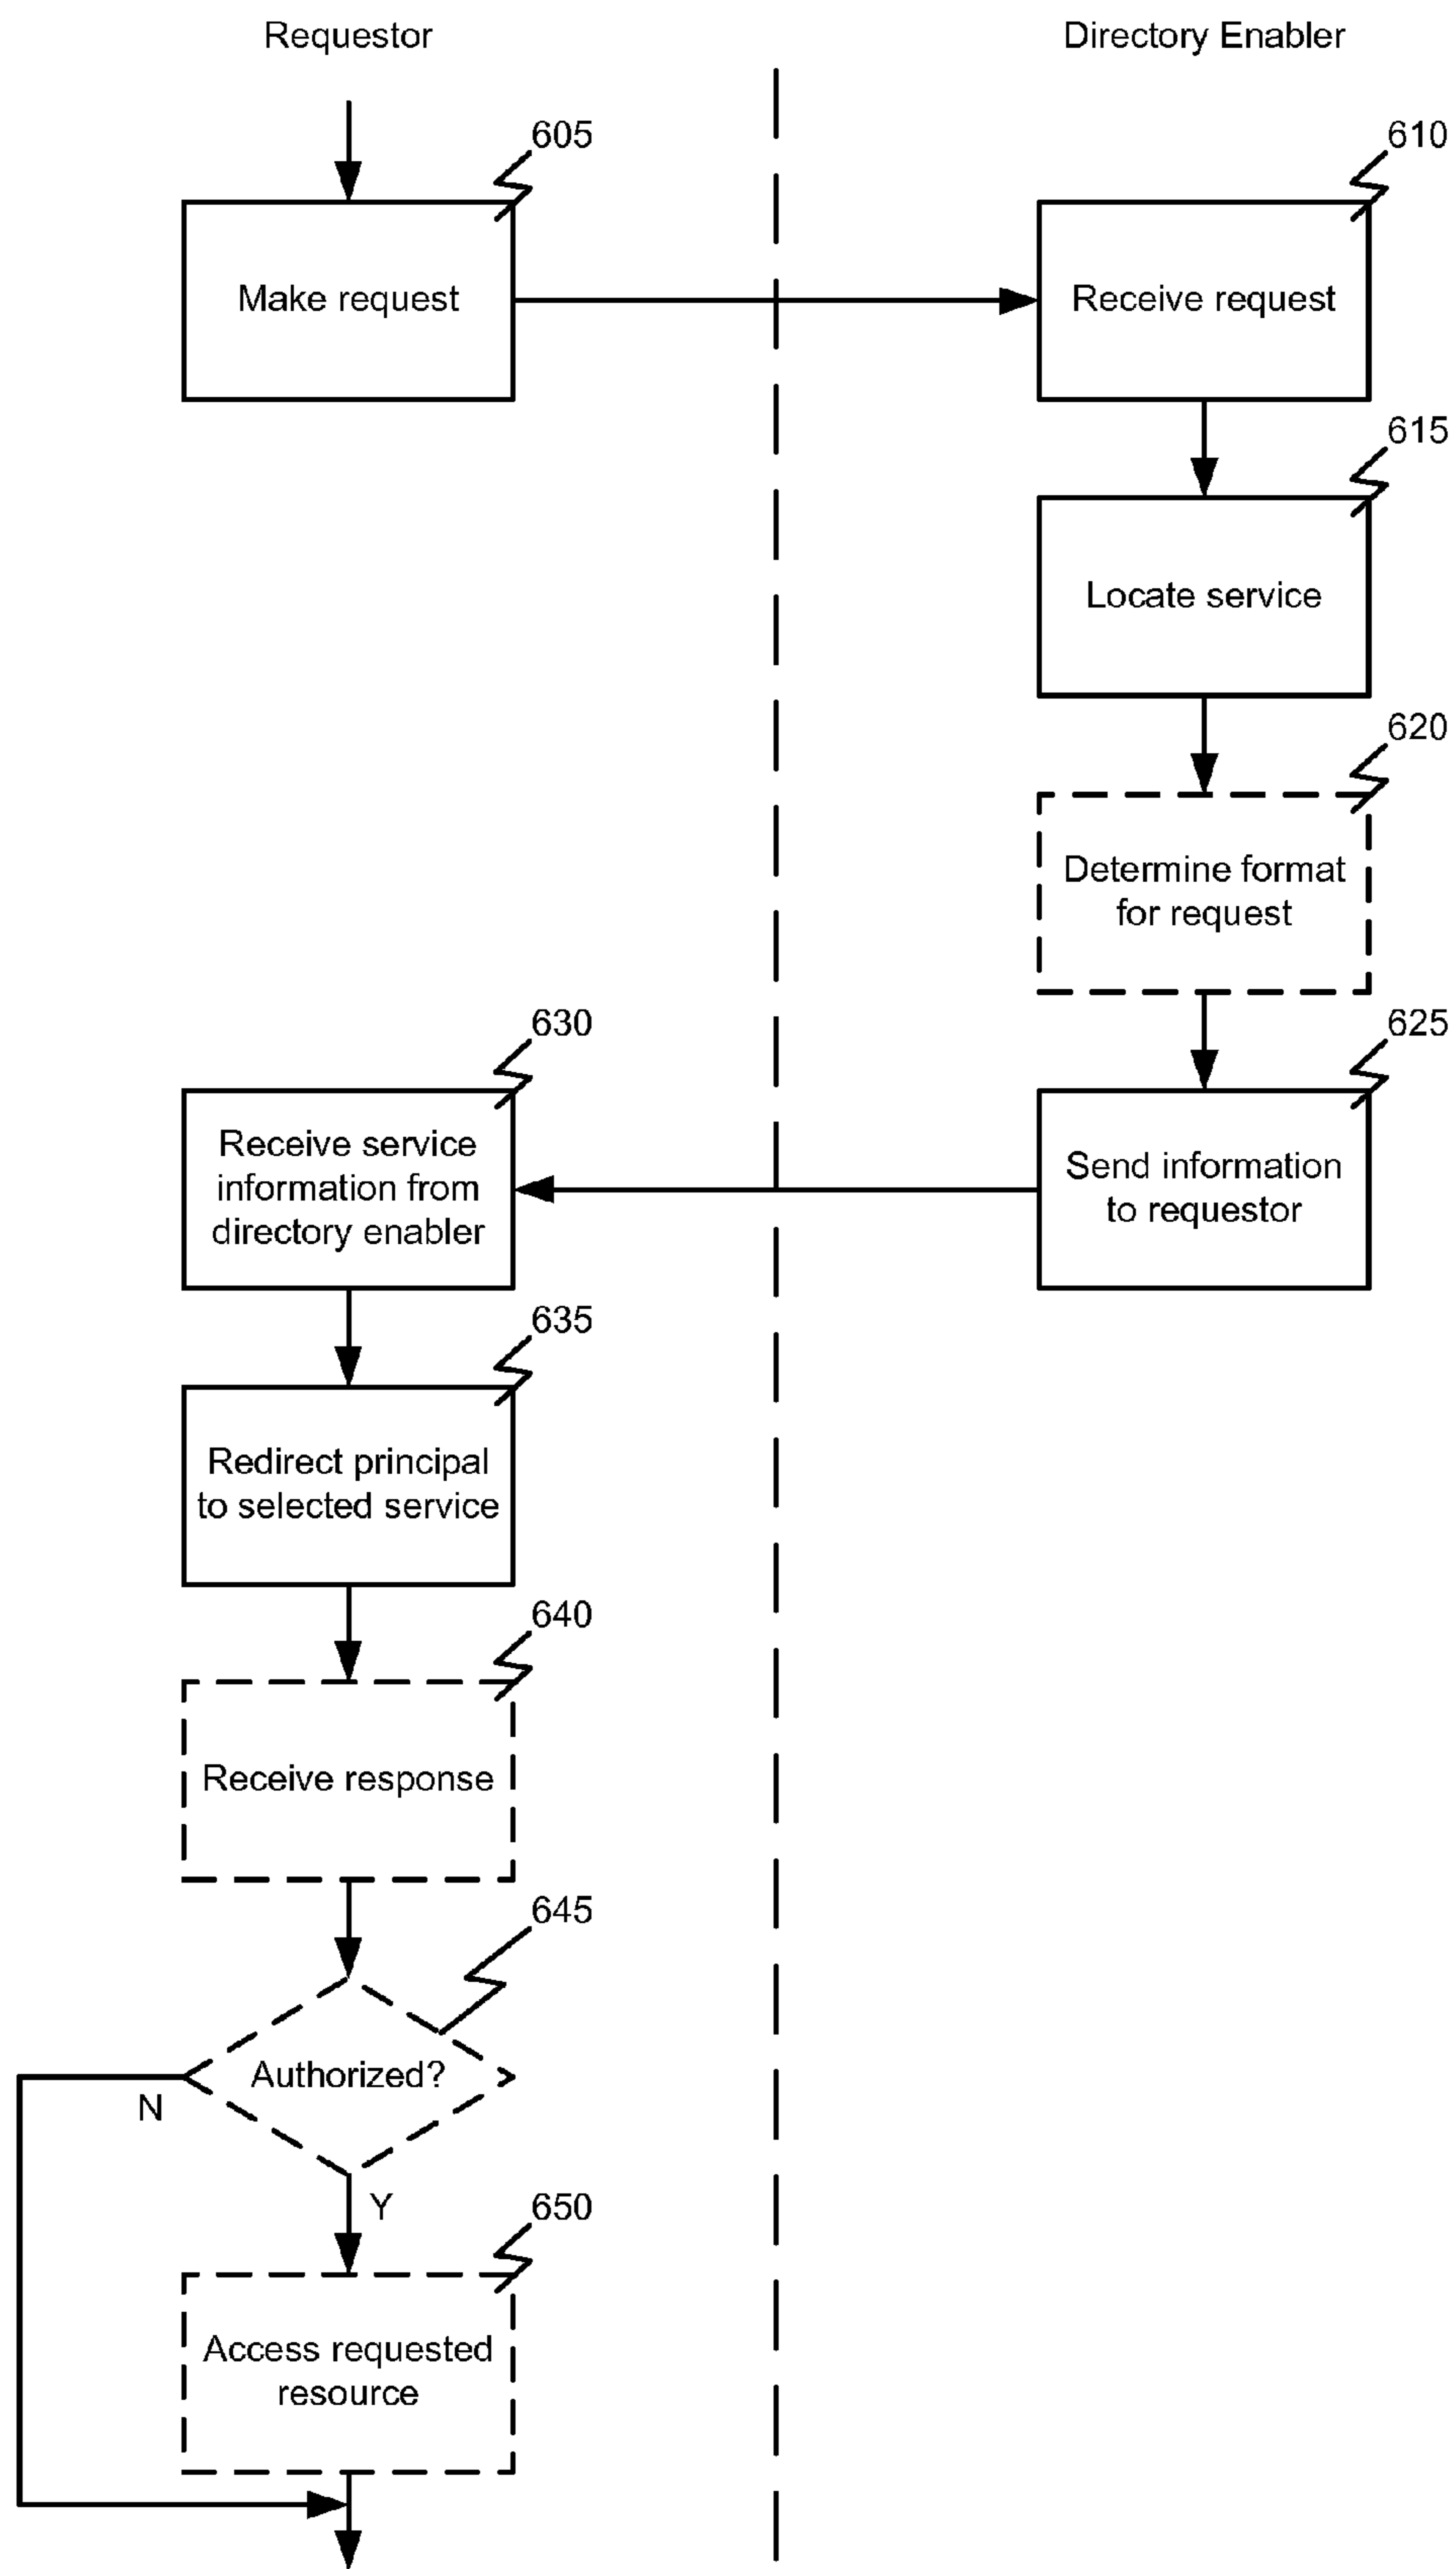 Requestor
Directory Enabler
605
610
Make request
Receive request
615
Locate service
620
Determine format
for request
630
625
Receive service
information from
directory enabler
Send information
to requestor
635
Redirect principal
to selected service
640
Receive response
645
Authorized?
N
Y
650
Access requested
resource